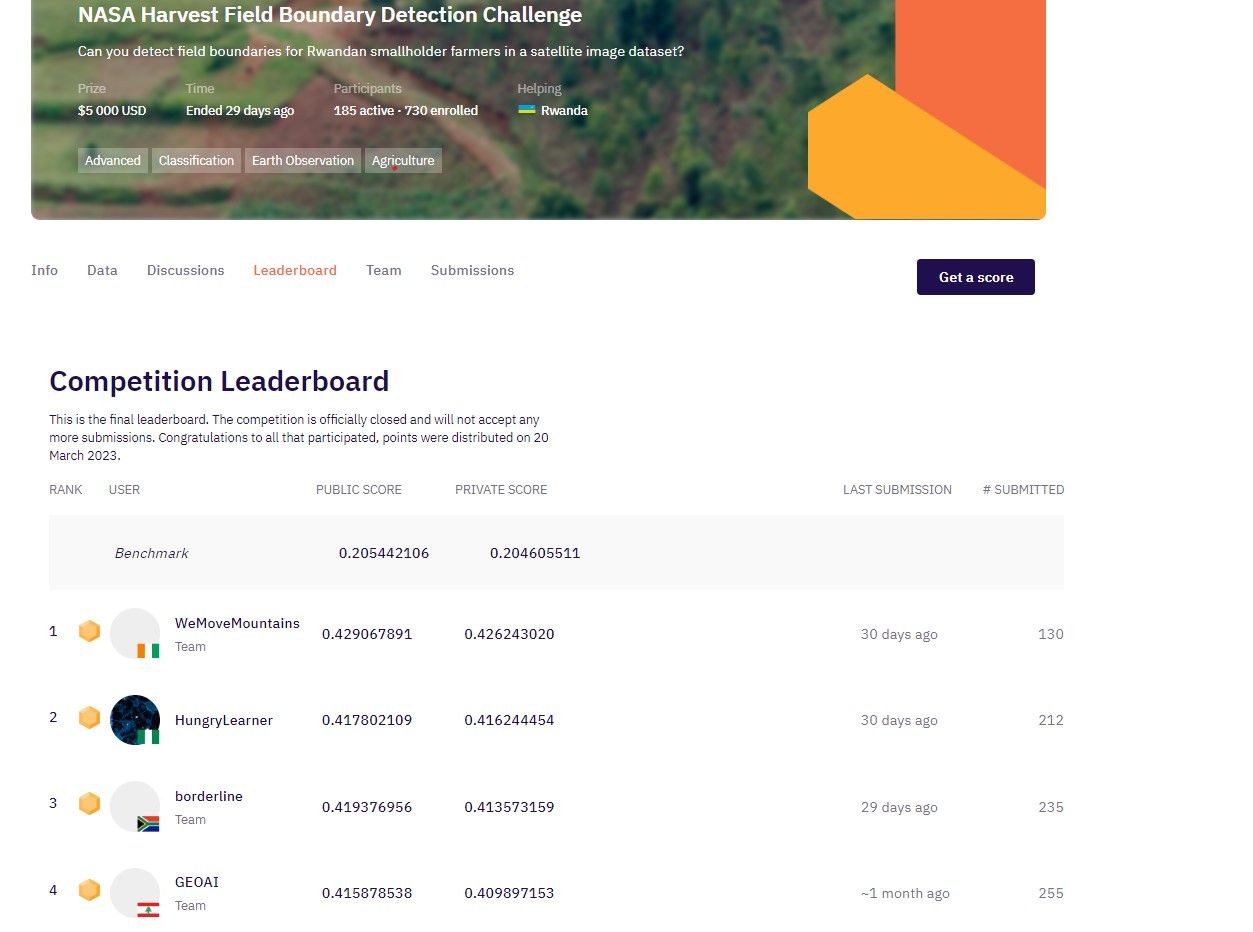 NASA Harvest Field Boundary Detection Challenge
Can you detect field boundaries for Rwandan smallholder farmers in a satellite image dataset?
Prize Time Participants Helping
$5 000 USD Ended 29 days ago 185 active · 730 enrolled Rwanda
Advanced Classification Earth Observation Agriculture
Info Data Discussions Leaderboard Team Submissions Get a score
Competition Leaderboard
This is the final leaderboard. The competition is officially closed and will not accept any
more submissions. Congratulations to all that participated, points were distributed on 20
March 2023.
RANK USER PUBLIC SCORE PRIVATE SCORE LAST SUBMISSION # SUBMITTED
Benchmark 0.205442106 0.204605511
1 WeMoveMountains 0.429067891 0.426243020 30 days ago 130
Team
2 HungryLearner 0.417802109 0.416244454 30 days ago 212
3 borderline 0.419376956 0.413573159 29 days ago 235
Team
4 GEOAI 0.415878538 0.409897153 ~1 month ago 255
Team